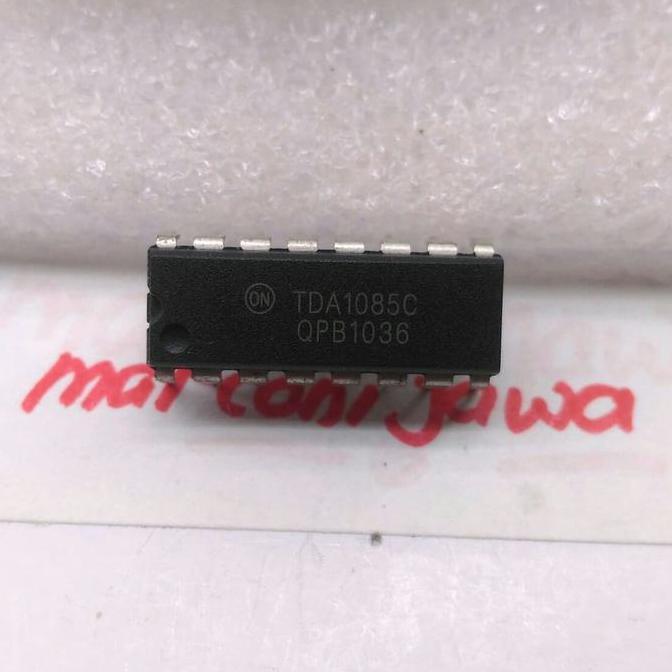 ON TDA1085C
QPB1036
marconi jawa